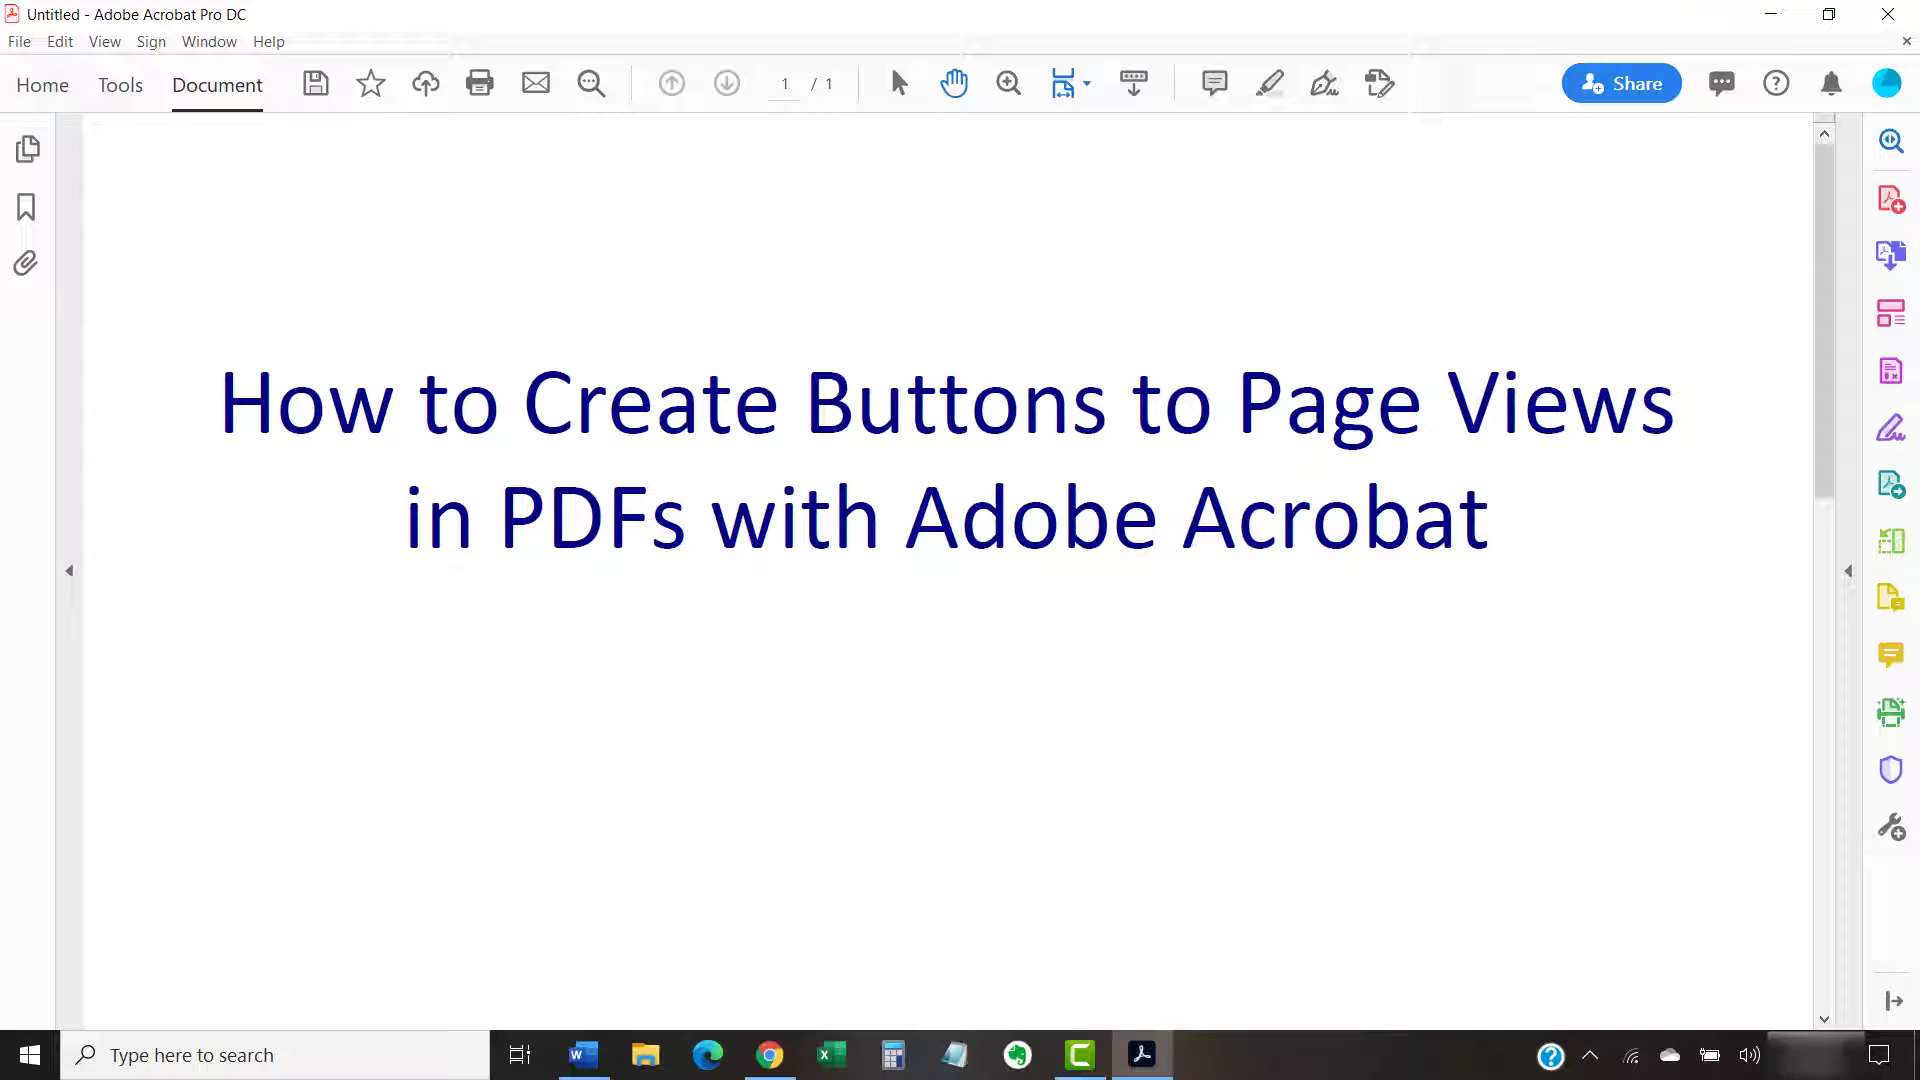 Untitled - Adobe Acrobat Pro DC
File Edit View Sign Window Help
Home Tools Document 1 / 1 Share
How to Create Buttons to Page Views
in PDFs with Adobe Acrobat
Type here to search